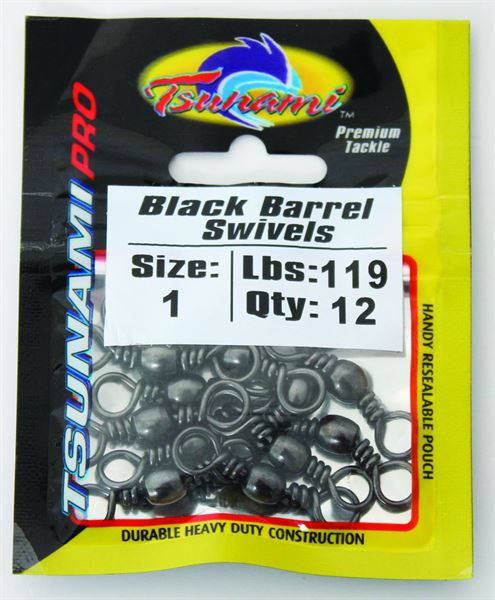 Tsunami™
Premium
Tackle
TSUNAMI PRO
Black Barrel
Swivels
Size:
1
Lbs:119
Qty: 12
HANDY RESEALABLE POUCH
DURABLE HEAVY DUTY CONSTRUCTION